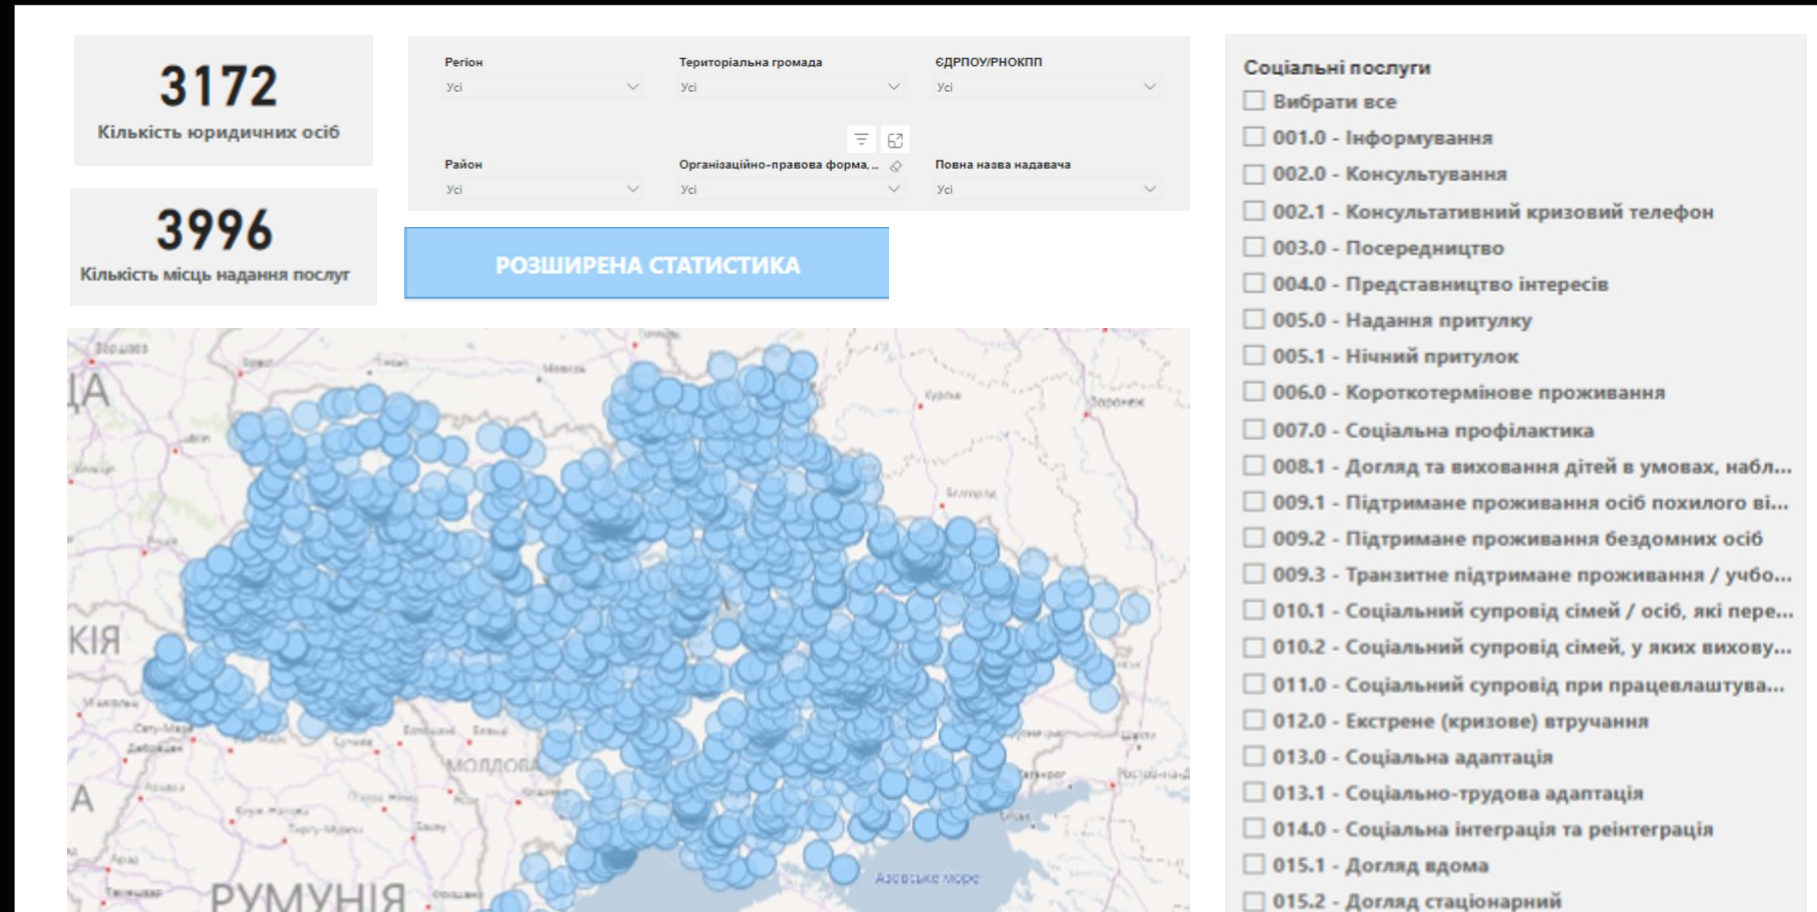 3172
Кількість юридичних осіб
3996
Кількість місць надання послуг
Регіон
Усі
Територіальна громада
Усі
ЄДРПОУ/РНОКПП
Усі
Район
Усі
Організаційно-правова форма, ...
Усі
Повна назва надавача
Усі
РОЗШИРЕНА СТАТИСТИКА
Соціальні послуги
Вибрати все
001.0 - Інформування
002.0 - Консультування
002.1 - Консультативний кризовий телефон
003.0 - Посередництво
004.0 - Представництво інтересів
005.0 - Надання притулку
005.1 - Нічний притулок
006.0 - Короткотермінове проживання
007.0 - Соціальна профілактика
008.1 - Догляд та виховання дітей в умовах, набл...
009.1 - Підтримане проживання осіб похилого ві...
009.2 - Підтримане проживання бездомних осіб
009.3 - Транзитне підтримане проживання / учбо...
010.1 - Соціальний супровід сімей / осіб, які пере...
010.2 - Соціальний супровід сімей, у яких вихову...
011.0 - Соціальний супровід при працевлаштува...
012.0 - Екстрене (кризове) втручання
013.0 - Соціальна адаптація
013.1 - Соціально-трудова адаптація
014.0 - Соціальна інтеграція та реінтеграція
015.1 - Догляд вдома
015.2 - Догляд стаціонарний
Варшава
Курськ
Воронеж
КІЯ
МОЛДОВА
Таганрог
Азовське море
РУМУНІЯ